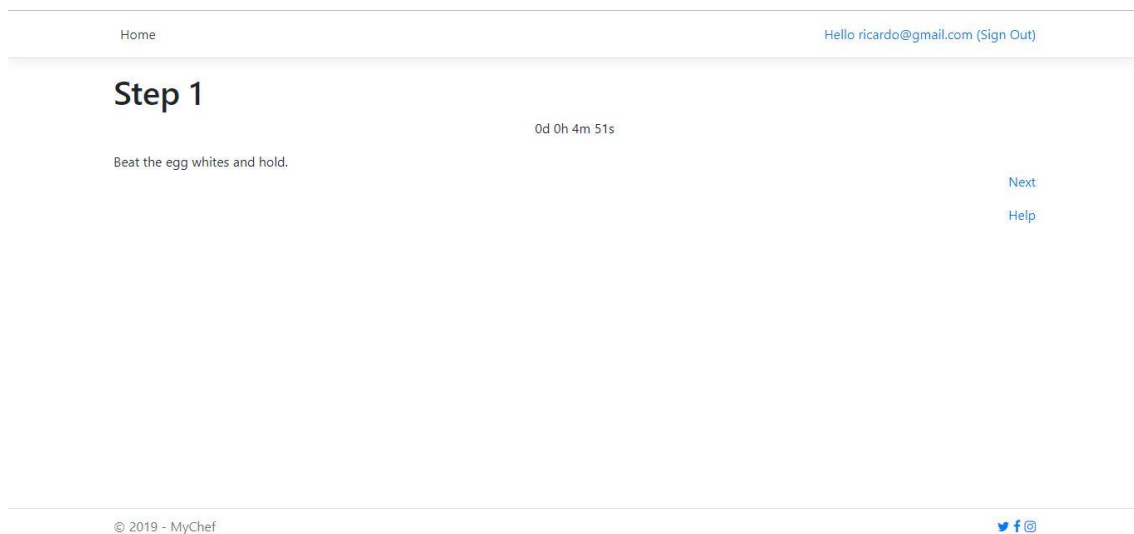 Home
Hello ricardo@gmail.com (Sign Out)
Step 1
0d 0h 4m 51s
Beat the egg whites and hold.
Next
Help
© 2019 - MyChef